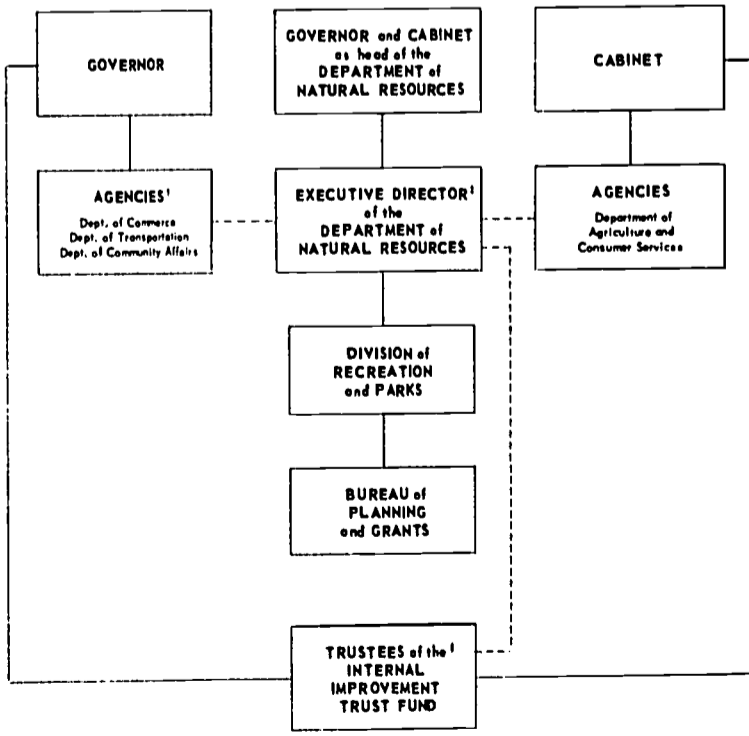 GOVERNOR
GOVERNOR and CABINET
as head of the
DEPARTMENT of
NATURAL RESOURCES
CABINET
AGENCIES¹
Dept. of Commerce
Dept. of Transportation
Dept. of Community Affairs
EXECUTIVE DIRECTOR²
of the
DEPARTMENT of
NATURAL RESOURCES
AGENCIES
Department of
Agriculture and
Consumer Services
DIVISION of
RECREATION
and PARKS
BUREAU of
PLANNING
and GRANTS
TRUSTEES of the¹
INTERNAL
IMPROVEMENT
TRUST FUND